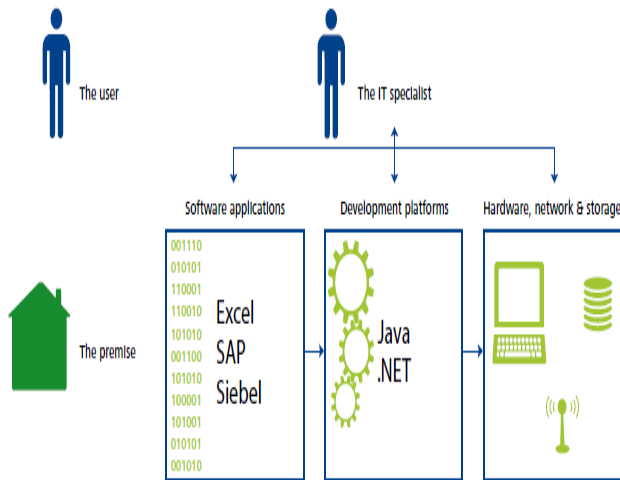 The user
The IT specialist
Software applications
Development platforms
Hardware, network & storage
The premise
001110
010101
110001
110010
101010
001100
101010
100001
101001
010101
001010
Excel
SAP
Siebel
Java
.NET